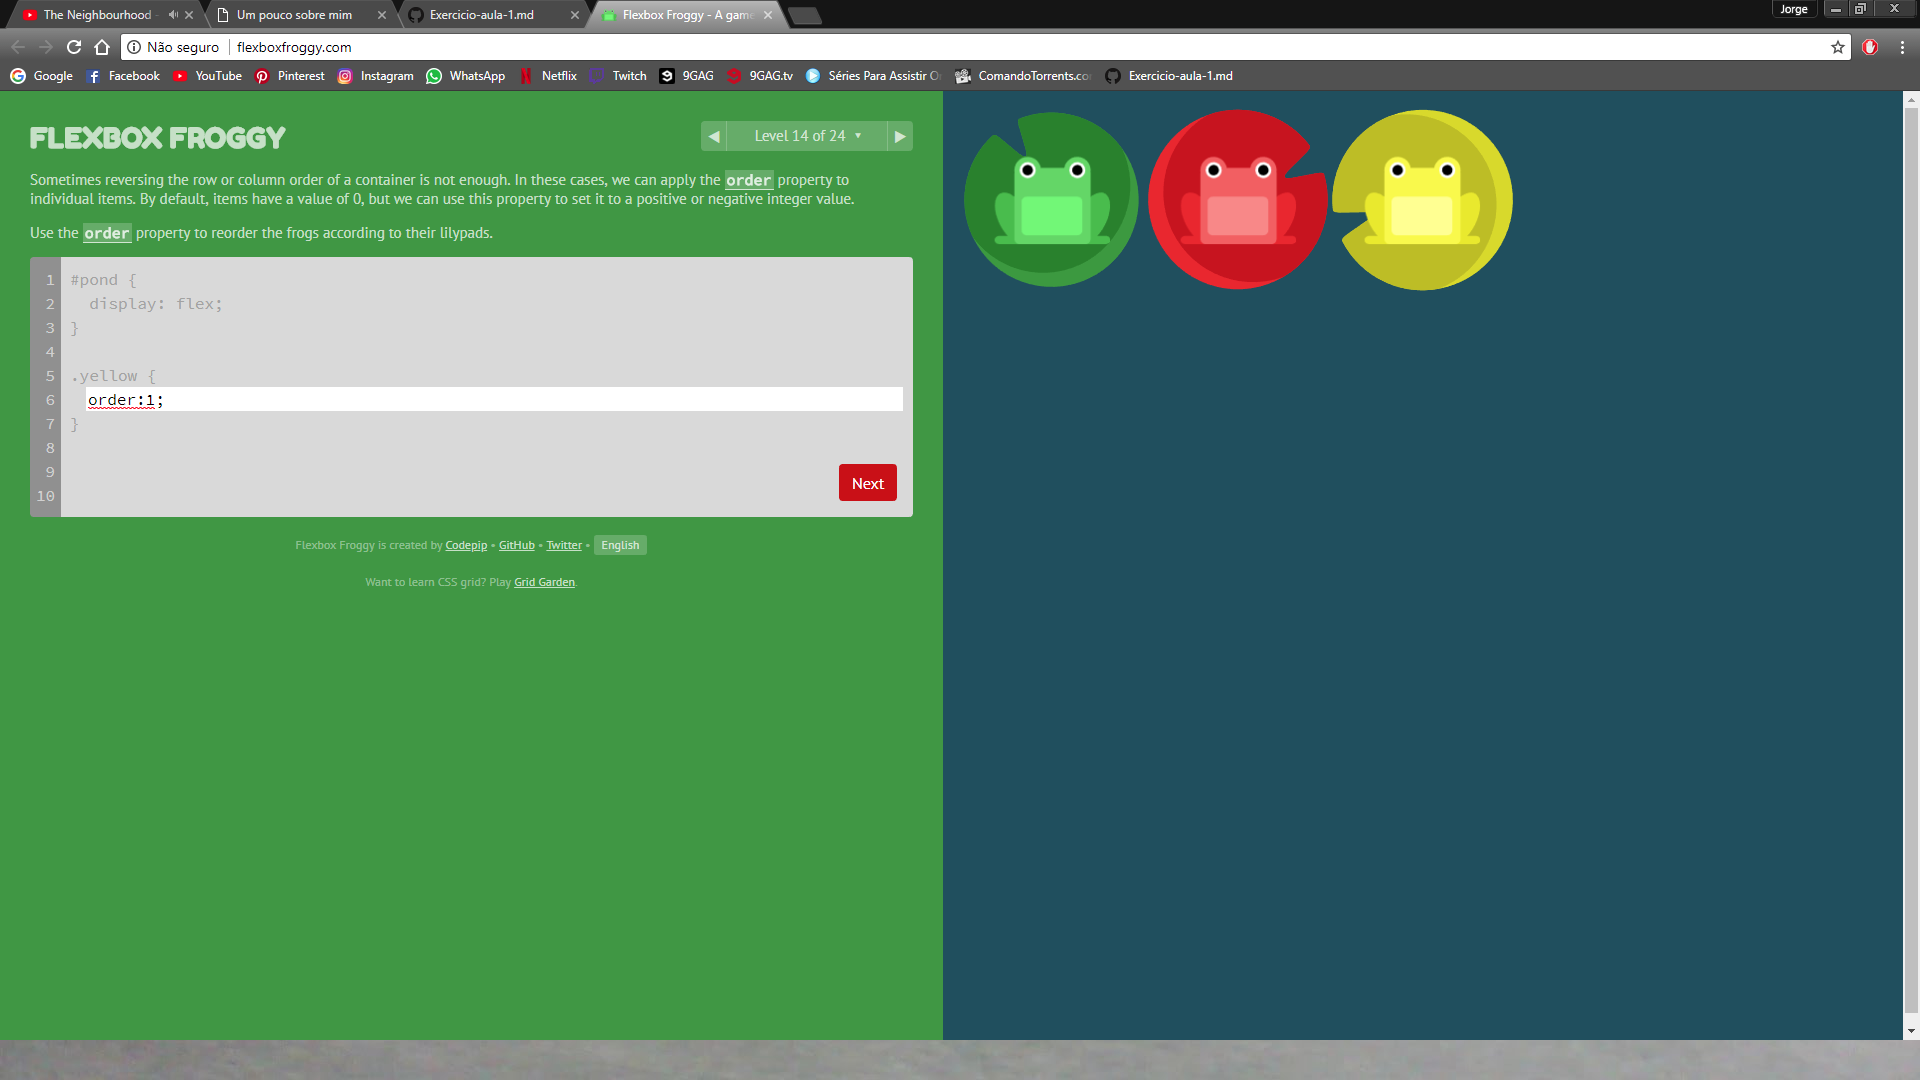 The Neighbourhood -
Um pouco sobre mim
Exercicio-aula-1.md
Flexbox Froggy - A game
Jorge
Não seguro
flexboxfroggy.com
Google
Facebook
YouTube
Pinterest
Instagram
WhatsApp
Netflix
Twitch
9GAG
9GAG.tv
Séries Para Assistir On
ComandoTorrents.co
Exercicio-aula-1.md
FLEXBOX FROGGY
Level 14 of 24
Sometimes reversing the row or column order of a container is not enough. In these cases, we can apply the order property to
individual items. By default, items have a value of 0, but we can use this property to set it to a positive or negative integer value.
Use the order property to reorder the frogs according to their lilypads.
1 #pond {
2 display: flex;
3 }
4
5 .yellow {
6 order:1;
7 }
8
9
10
Next
Flexbox Froggy is created by Codepip • GitHub • Twitter • English
Want to learn CSS grid? Play Grid Garden.